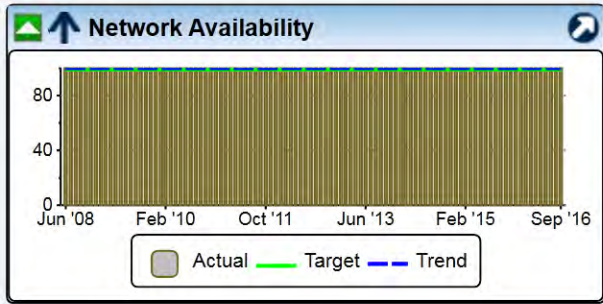 Network Availability
80
40
0
Jun '08 Feb '10 Oct '11 Jun '13 Feb '15 Sep '16
Actual Target Trend